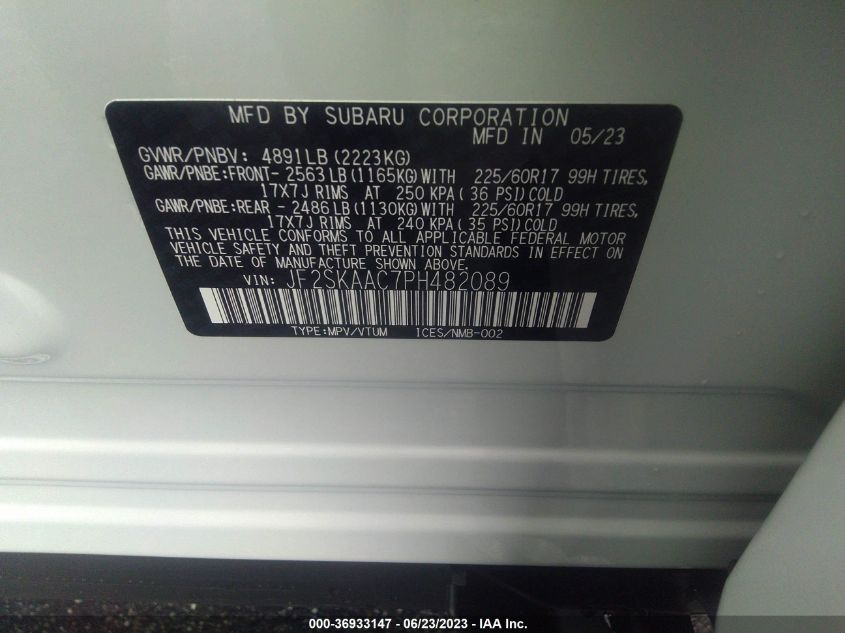 MFD BY SUBARU CORPORATION
MFD IN 05/23
GVWR/PNBV: 4891LB (2223KG)
GAWR/PNBE:FRONT- 2563 LB (1165KG) WITH 225/60R17 99H TIRES,
17X7J RIMS AT 250 KPA ( 36 PSI) COLD
GAWR/PNBE:REAR - 2486 LB (1130KG) WITH 225/60R17 99H TIRES,
17X7J RIMS AT 240 KPA ( 35 PSI) COLD
THIS VEHICLE CONFORMS TO ALL APPLICABLE FEDERAL MOTOR
VEHICLE SAFETY AND THEFT PREVENTION STANDARDS IN EFFECT ON
THE DATE OF MANUFACTURE SHOWN ABOVE.
VIN: JF2SKAAC7PH482089
TYPE:MPV/VTUM ICES/NMB-002
000-36933147 - 06/23/2023 - IAA Inc.